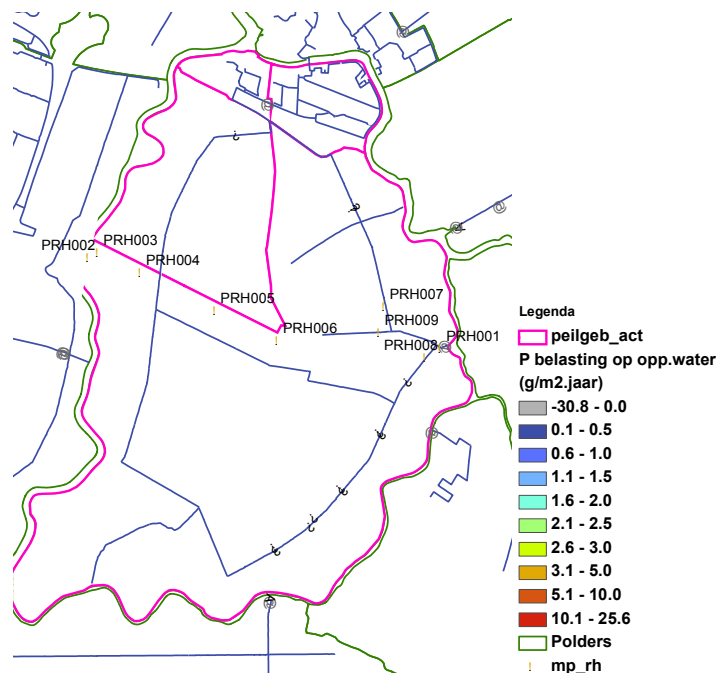 PRH002
PRH003
PRH004
PRH005
PRH006
PRH007
PRH009
PRH008
PRH001
Legenda
peilgeb_act
P belasting op opp.water
(g/m2.jaar)
-30.8 - 0.0
0.1 - 0.5
0.6 - 1.0
1.1 - 1.5
1.6 - 2.0
2.1 - 2.5
2.6 - 3.0
3.1 - 5.0
5.1 - 10.0
10.1 - 25.6
Polders
mp_rh